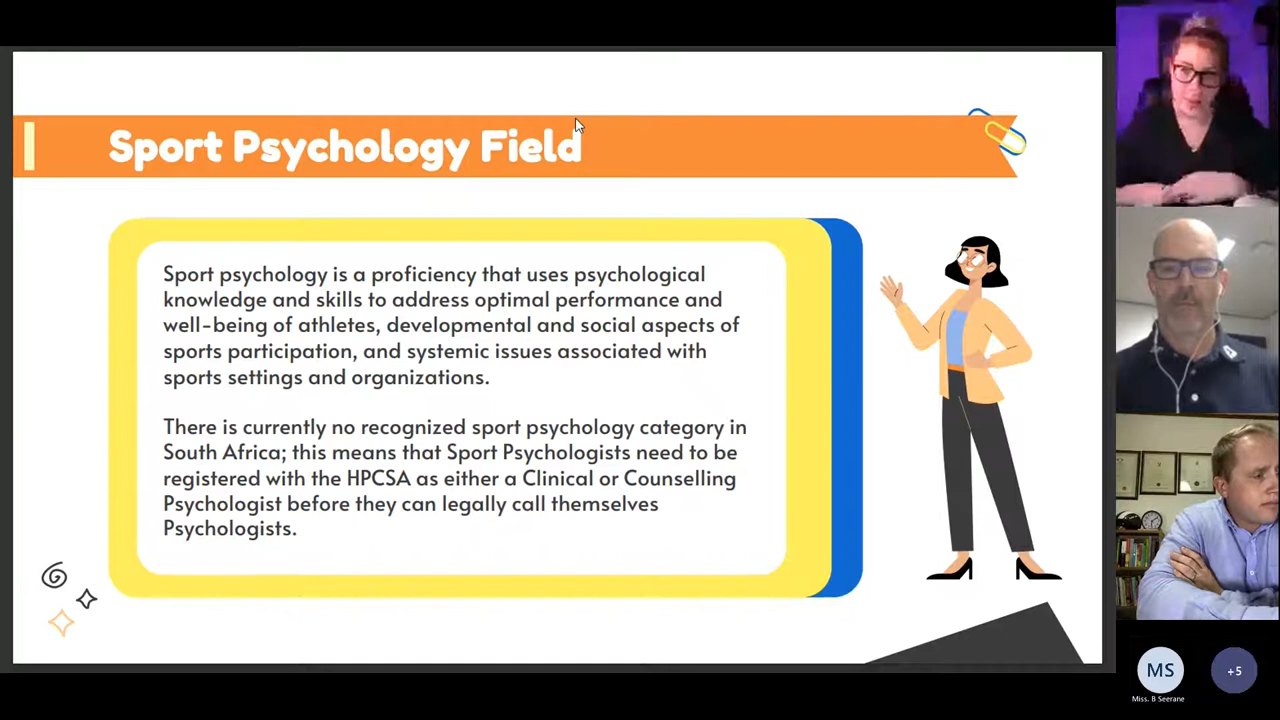 Sport Psychology Field
Sport psychology is a proficiency that uses psychological
knowledge and skills to address optimal performance and
well-being of athletes, developmental and social aspects of
sports participation, and systemic issues associated with
sports settings and organizations.
There is currently no recognized sport psychology category in
South Africa; this means that Sport Psychologists need to be
registered with the HPCSA as either a Clinical or Counselling
Psychologist before they can legally call themselves
Psychologists.
MS
+5
Miss. B Seerane